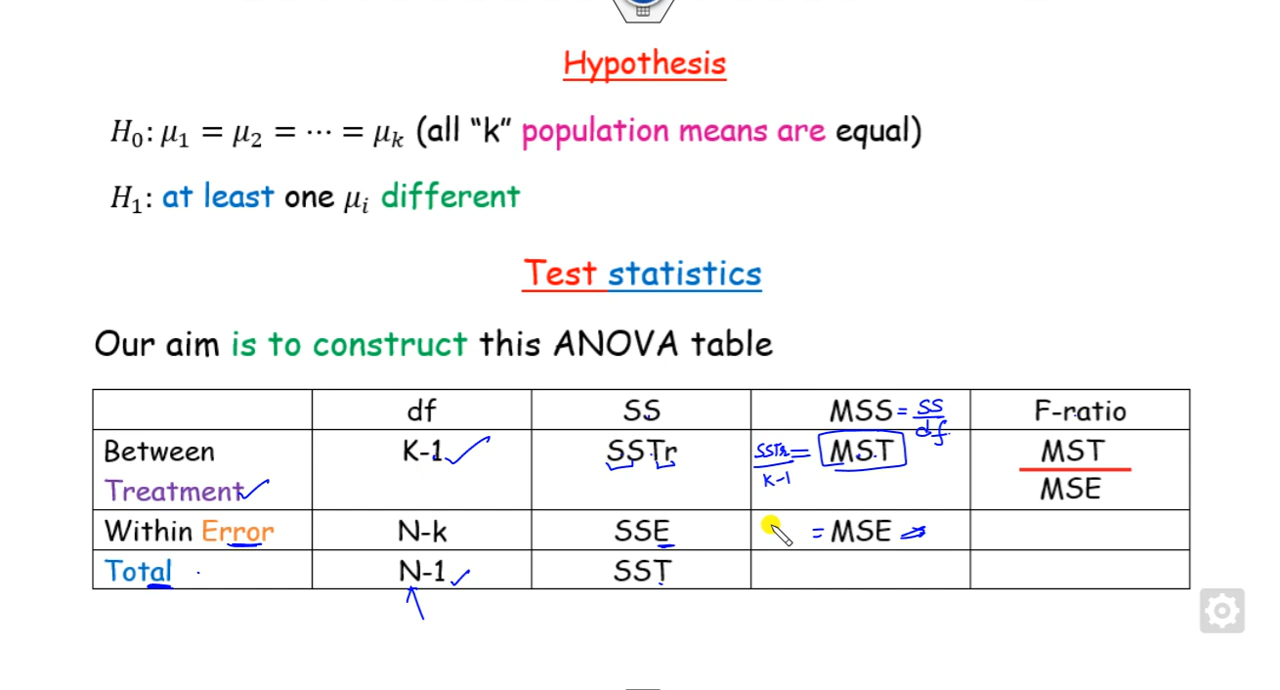 Hypothesis
H₀: μ₁ = μ₂ = ⋯ = μₖ (all “k” population means are equal)
H₁: at least one μᵢ different
Test statistics
Our aim is to construct this ANOVA table
df SS MSS = SS/df F-ratio
Between Treatment K-1 SSTr SSTr/K-1 = MST MST/MSE
Within Error N-k SSE = MSE
Total N-1 SST